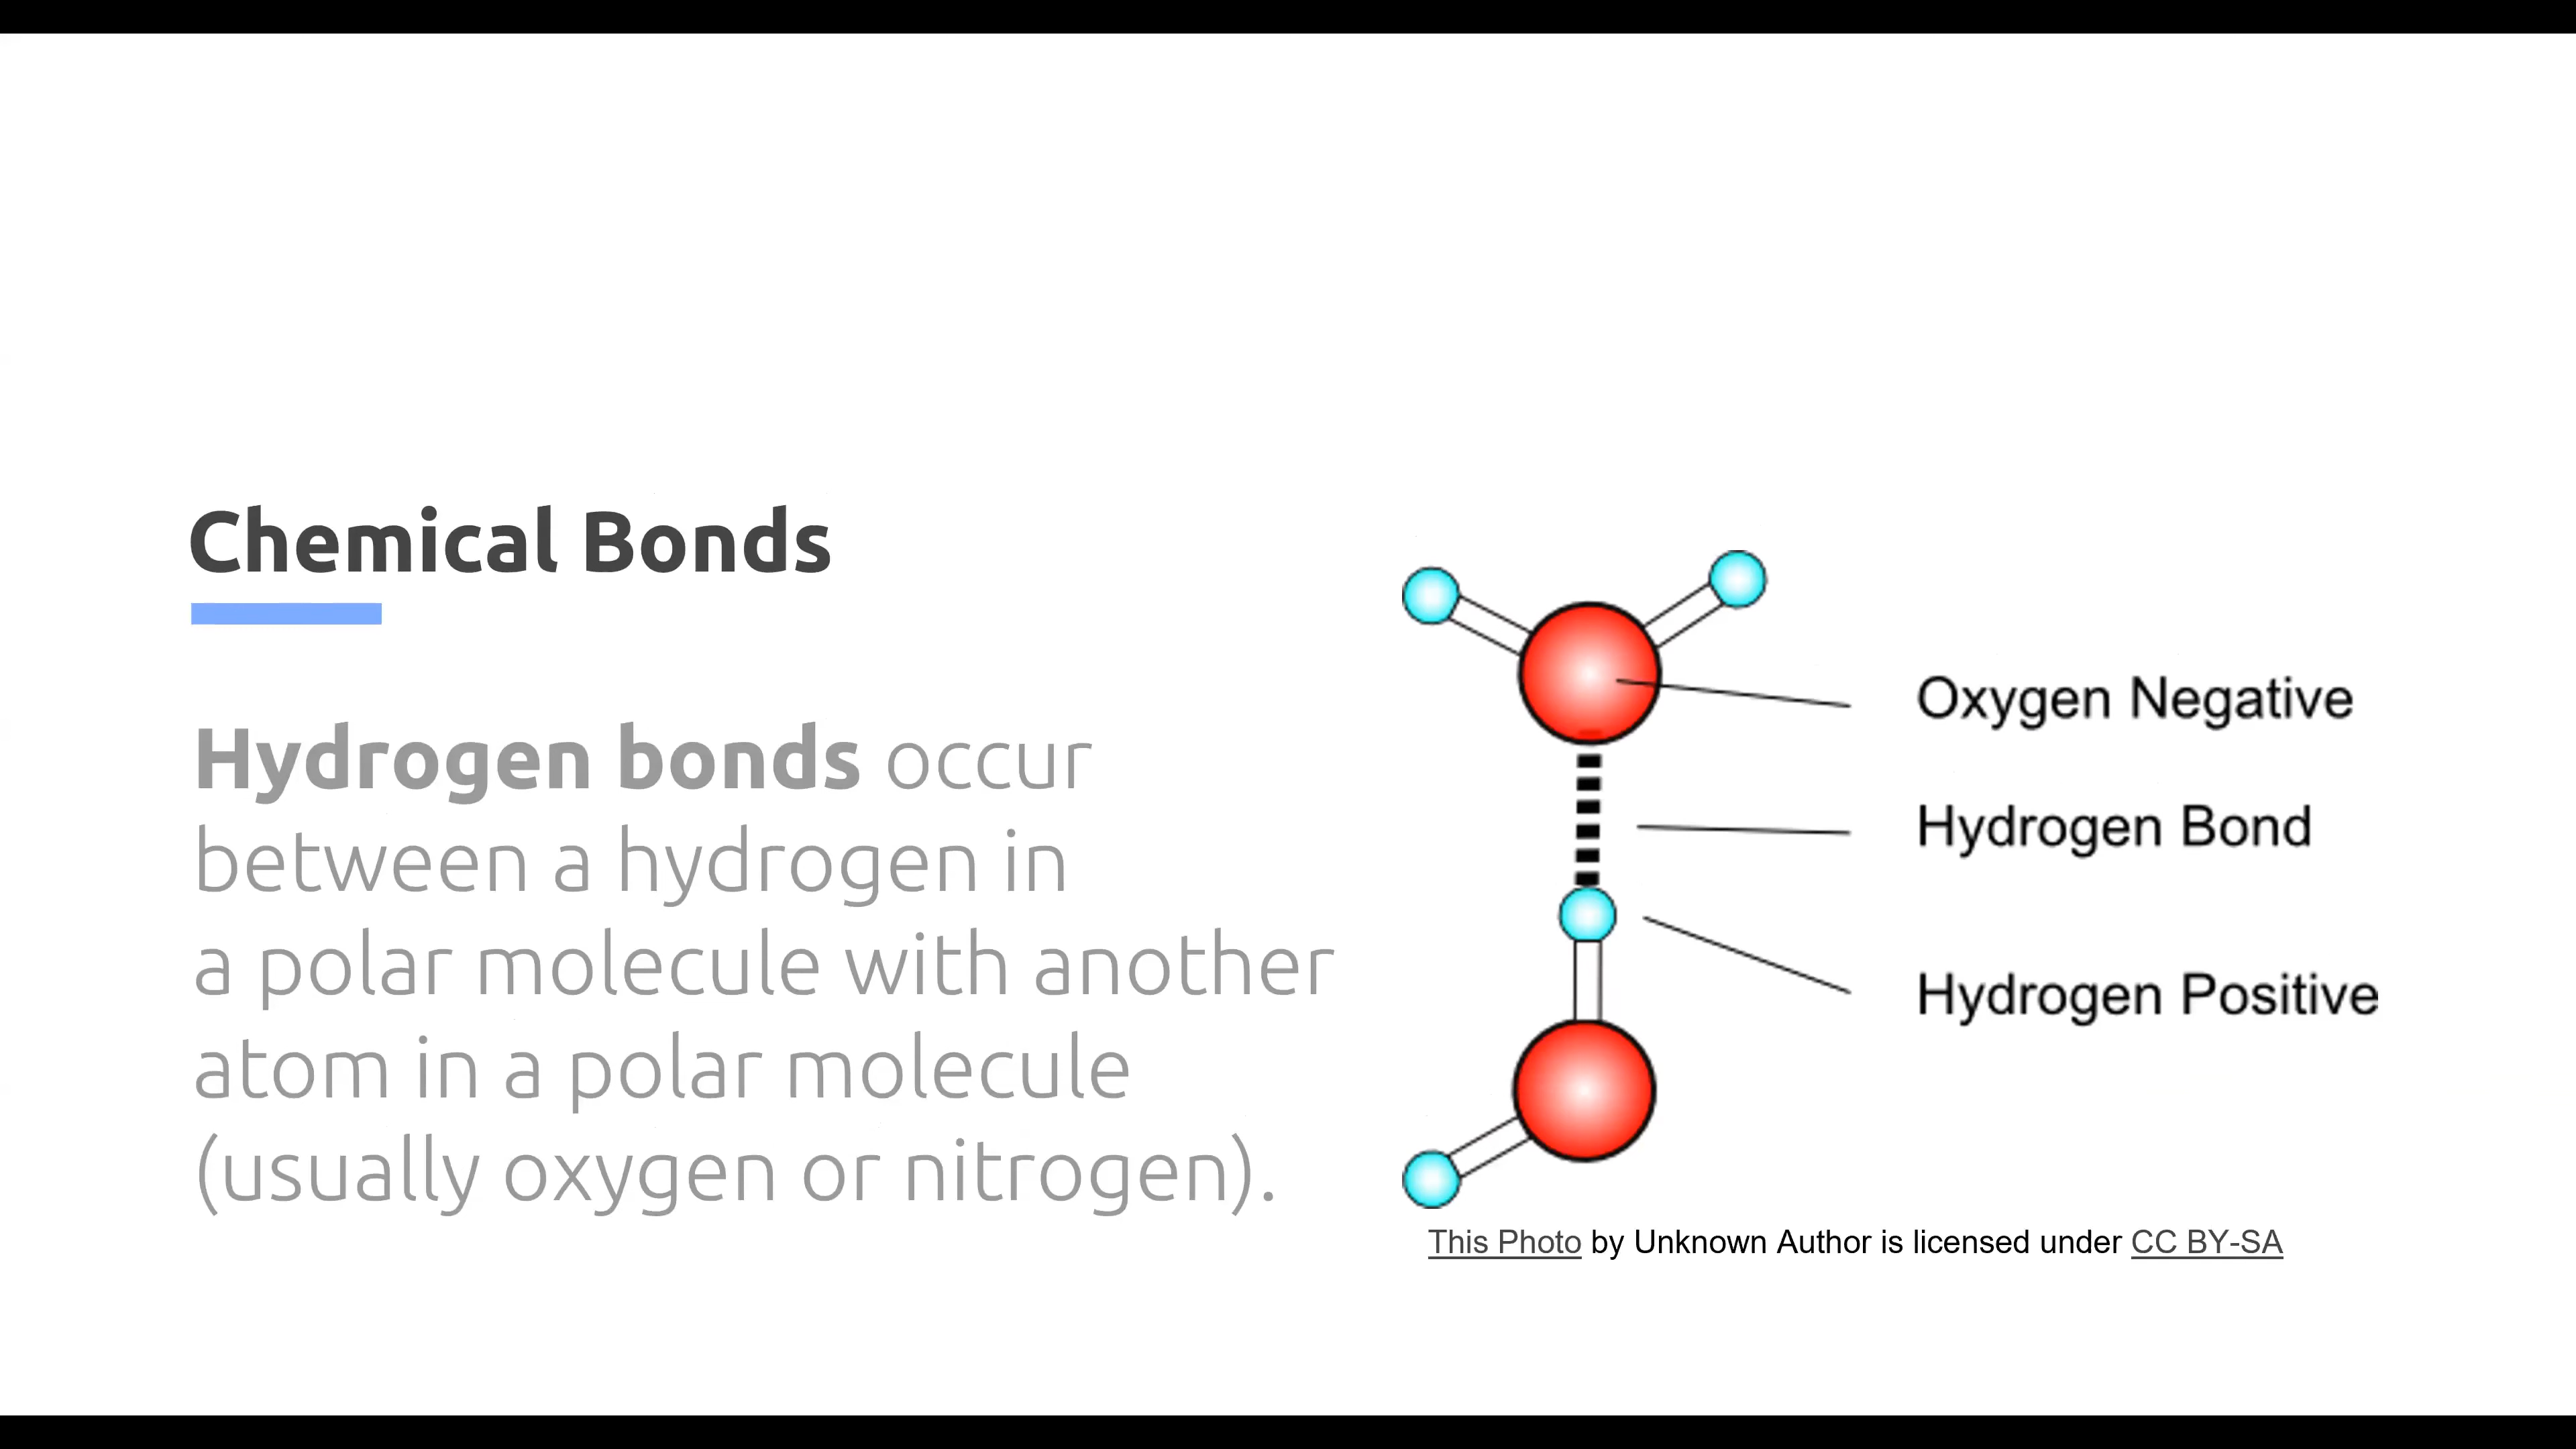 Chemical Bonds
Hydrogen bonds occur
between a hydrogen in
a polar molecule with another
atom in a polar molecule
(usually oxygen or nitrogen).
Oxygen Negative
Hydrogen Bond
Hydrogen Positive
This Photo by Unknown Author is licensed under CC BY-SA